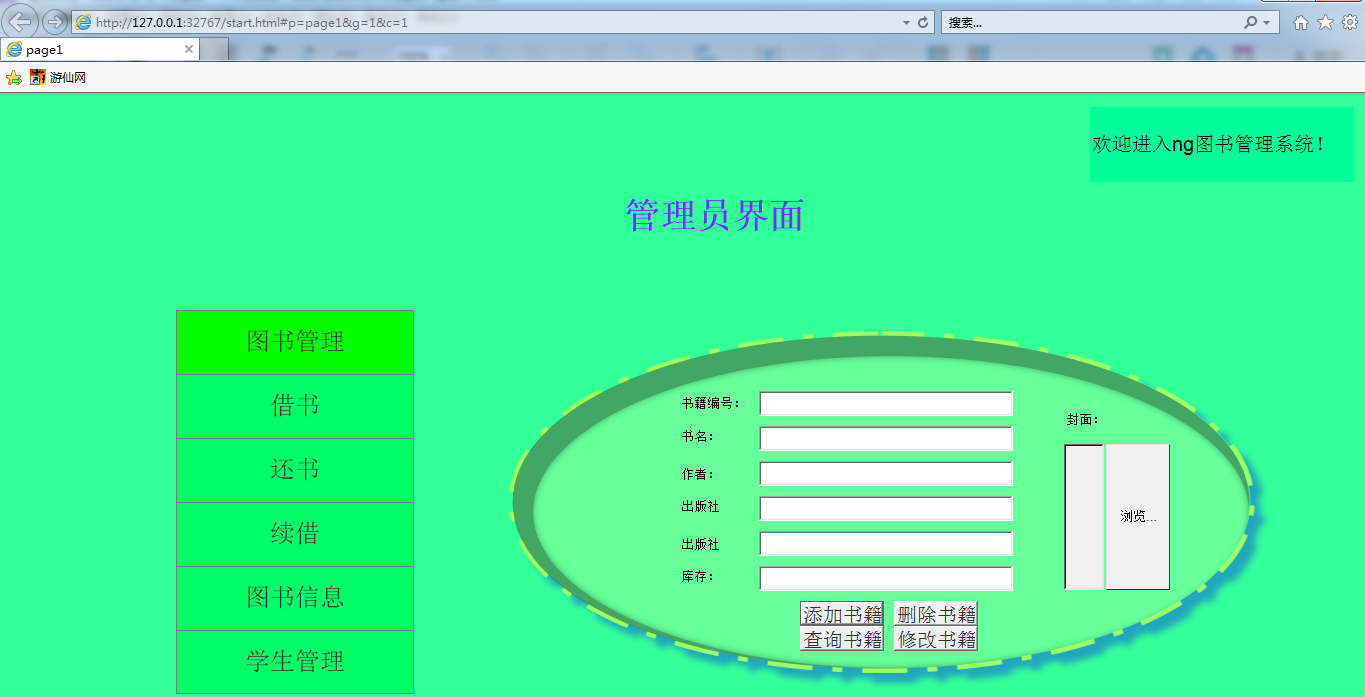 http://127.0.0.1:32767/start.html#p=page1&g=1&c=1
搜索...
page1
游仙网
欢迎进入ng图书管理系统！
管理员界面
图书管理
借书
还书
续借
图书信息
学生管理
书籍编号：
书名：
作者：
出版社
出版社
库存：
封面：
浏览...
添加书籍 删除书籍
查询书籍 修改书籍